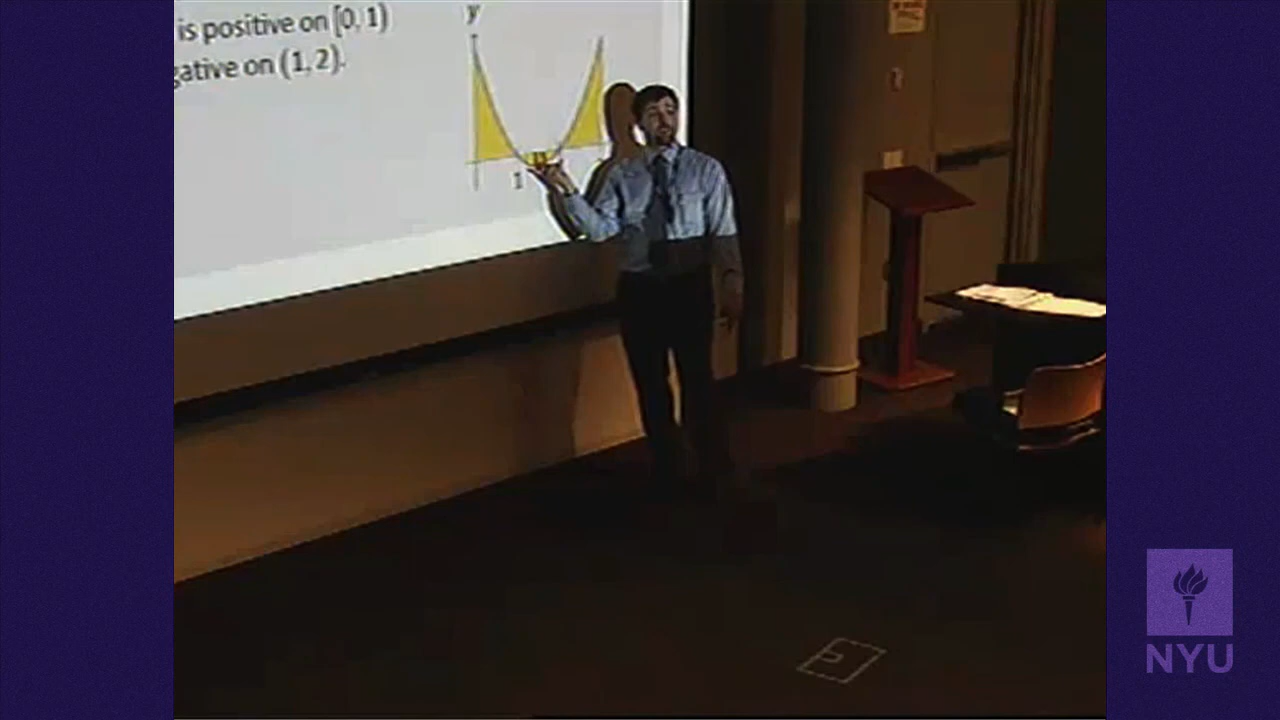 is positive on [0, 1)
gative on (1, 2).
y
1
NYU